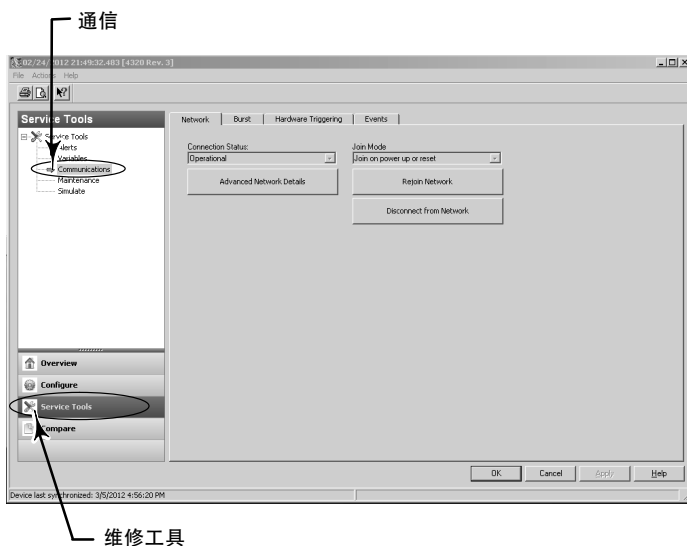 通信
02/24/2012 21:49:32.483 [4320 Rev. 3]
File Actions Help
Service Tools
Service Tools
Alerts
Variables
Communications
Maintenance
Simulate
Overview
Configure
Service Tools
Compare
Network Burst Hardware Triggering Events
Connection Status: Join Mode
Operational Join on power up or reset
Advanced Network Details Rejoin Network
Disconnect from Network
OK Cancel Apply Help
Device last synchronized: 3/5/2012 4:56:20 PM
维修工具